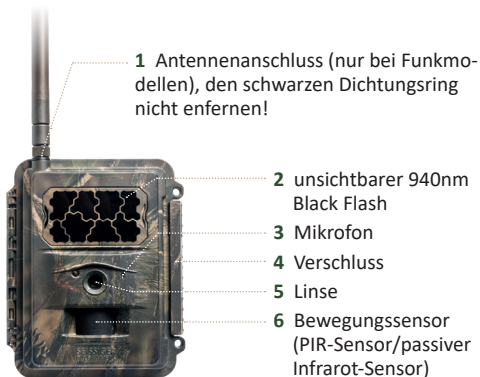 1 Antennenanschluss (nur bei Funkmo-
dellen), den schwarzen Dichtungsring
nicht enfernen!
2 unsichtbarer 940nm
Black Flash
3 Mikrofon
4 Verschluss
5 Linse
6 Bewegungssensor
(PIR-Sensor/passiver
Infrarot-Sensor)